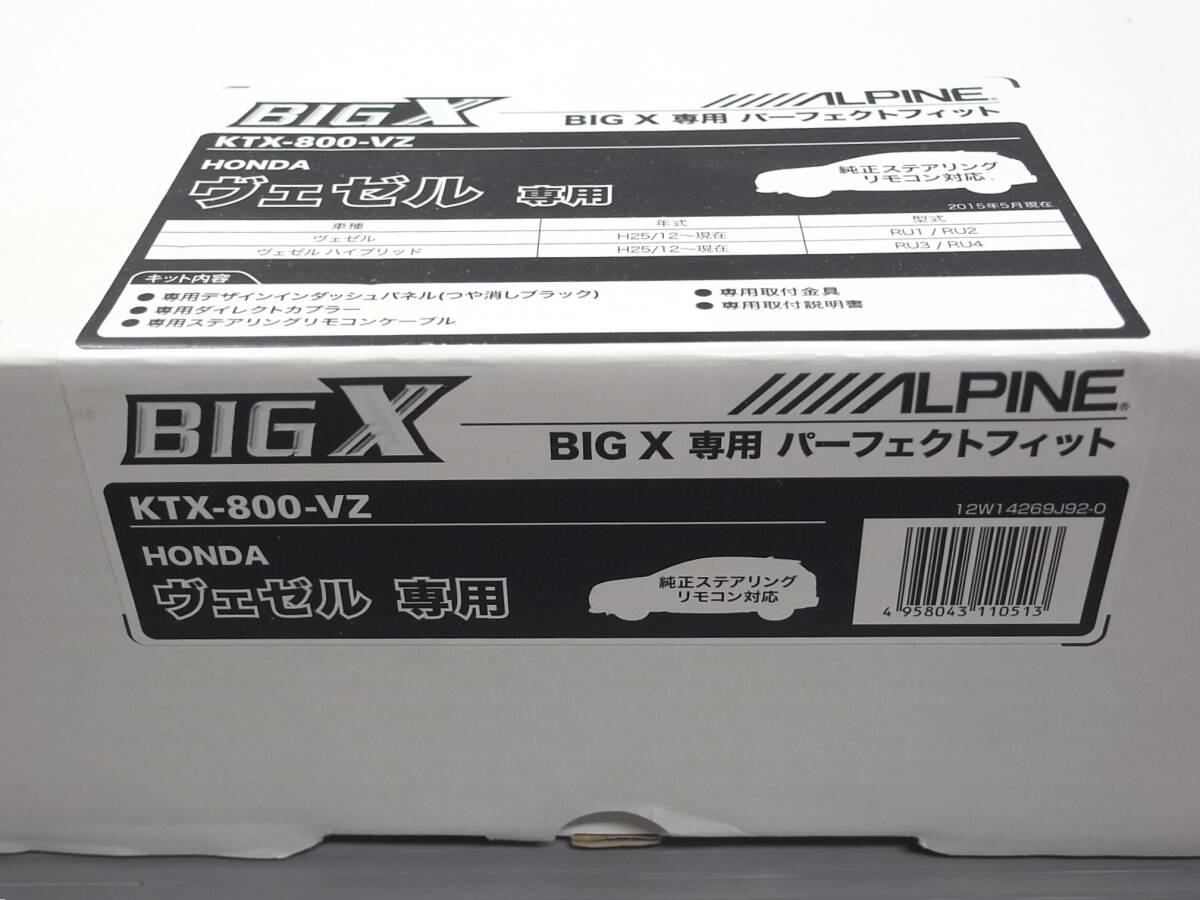 BIG X
ALPINE®
BIG X 専用 パーフェクトフィット
KTX-800-VZ
HONDA
ヴェゼル 専用
純正ステアリング
リモコン対応
2015年5月現在
車種 年式 型式
ヴェゼル H25/12〜現在 RU1 / RU2
ヴェゼル ハイブリッド H25/12〜現在 RU3 / RU4
キット内容
● 専用デザインインダッシュパネル(つや消しブラック)
● 専用ダイレクトカプラー
● 専用ステアリングリモコンケーブル
● 専用取付金具
● 専用取付説明書
BIG X
ALPINE®
BIG X 専用 パーフェクトフィット
KTX-800-VZ
12W14269J92-0
HONDA
ヴェゼル 専用
純正ステアリング
リモコン対応
4 958043 110513